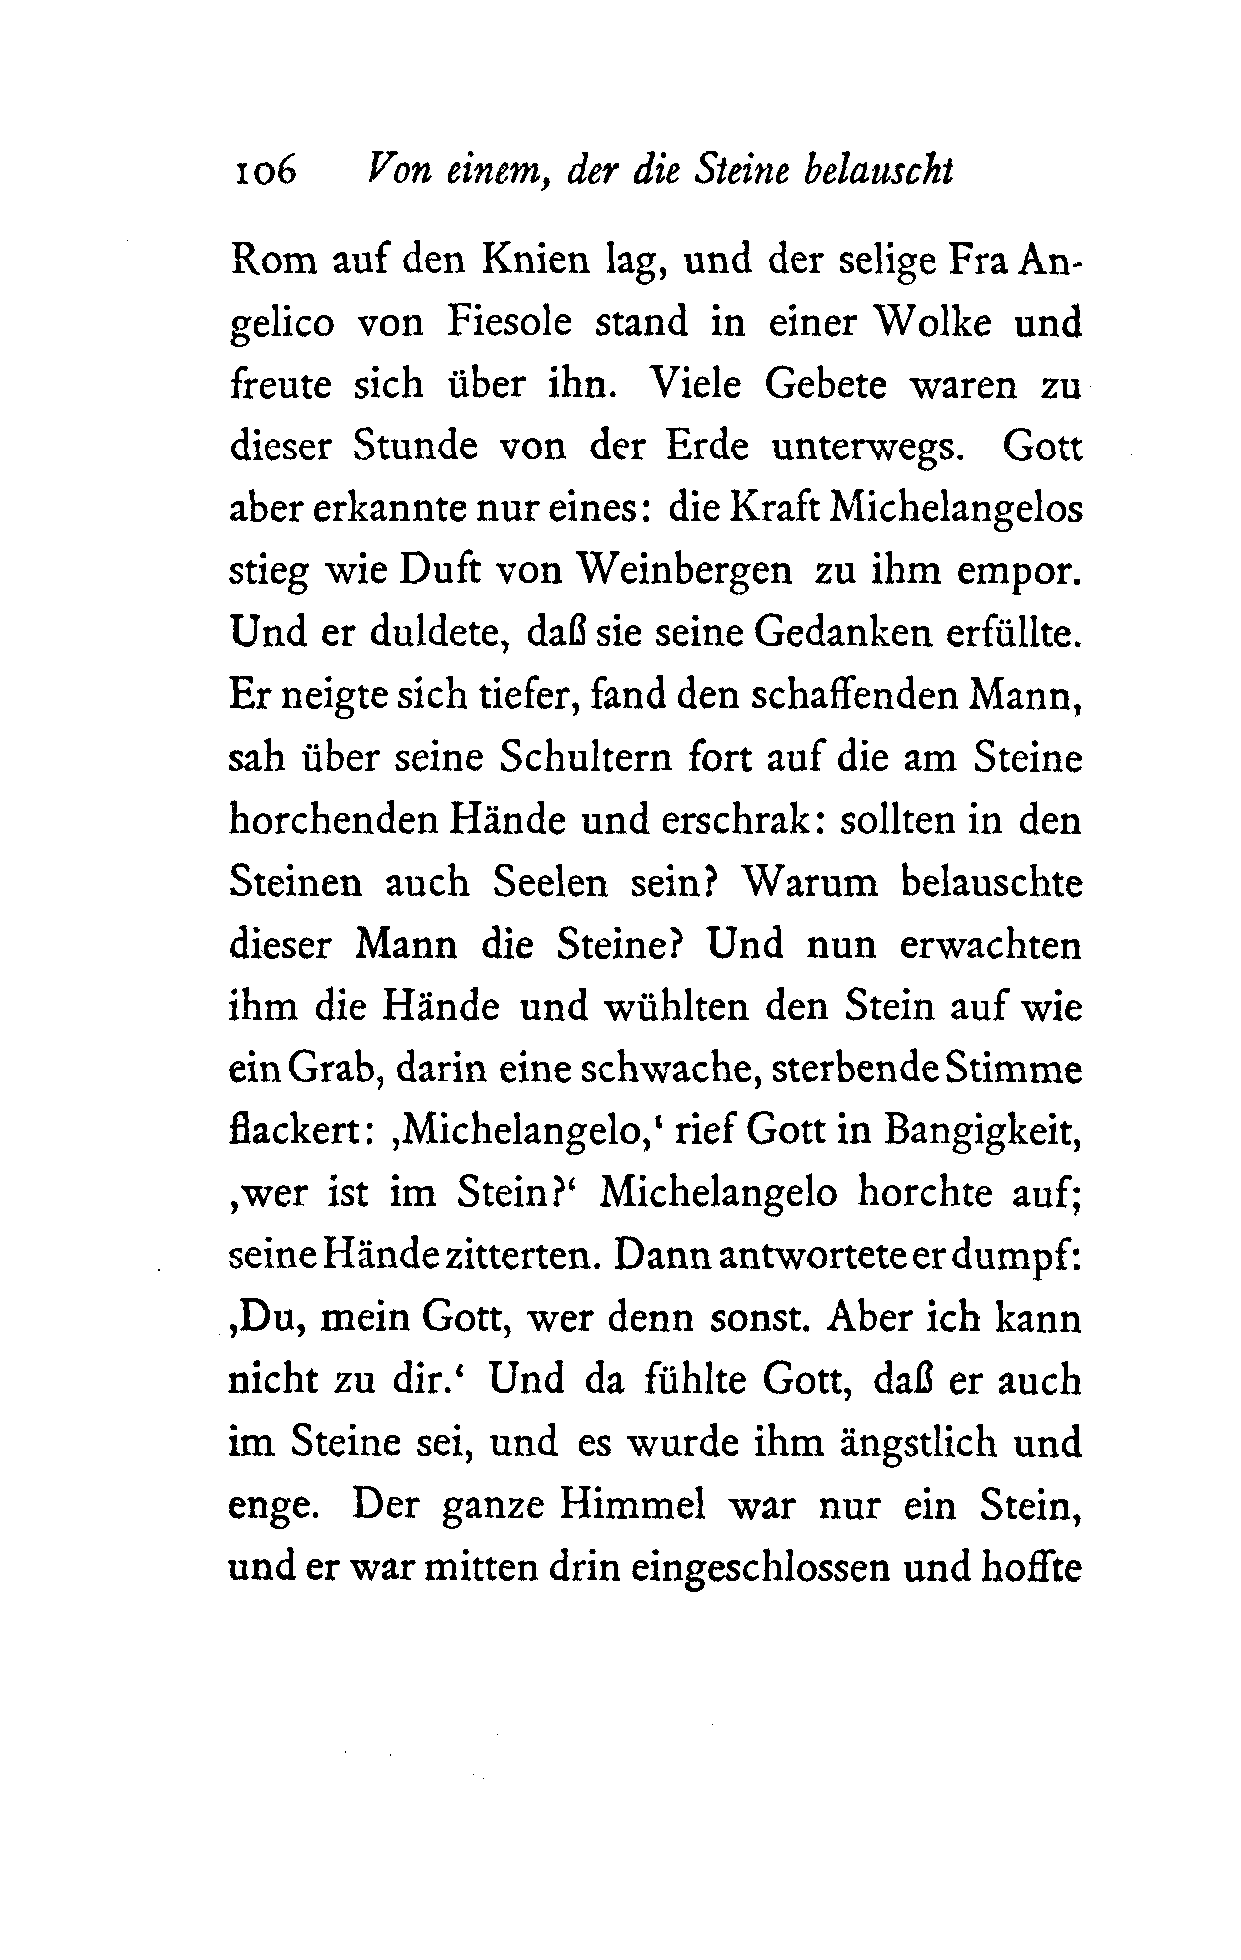 106 Von einem, der die Steine belauscht
Rom auf den Knien lag, und der selige Fra An-
gelico von Fiesole stand in einer Wolke und
freute sich über ihn. Viele Gebete waren zu
dieser Stunde von der Erde unterwegs. Gott
aber erkannte nur eines: die Kraft Michelangelos
stieg wie Duft von Weinbergen zu ihm empor.
Und er duldete, daß sie seine Gedanken erfüllte.
Er neigte sich tiefer, fand den schaffenden Mann,
sah über seine Schultern fort auf die am Steine
horchenden Hände und erschrak: sollten in den
Steinen auch Seelen sein? Warum belauschte
dieser Mann die Steine? Und nun erwachten
ihm die Hände und wühlten den Stein auf wie
ein Grab, darin eine schwache, sterbende Stimme
flackert: ‚Michelangelo,‘ rief Gott in Bangigkeit,
‚wer ist im Stein?‘ Michelangelo horchte auf;
seine Hände zitterten. Dann antwortete er dumpf:
‚Du, mein Gott, wer denn sonst. Aber ich kann
nicht zu dir.‘ Und da fühlte Gott, daß er auch
im Steine sei, und es wurde ihm ängstlich und
enge. Der ganze Himmel war nur ein Stein,
und er war mitten drin eingeschlossen und hoffte